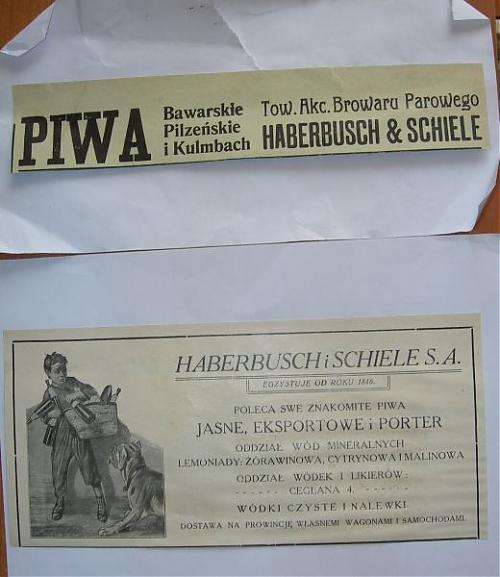 PIWA
Bawarskie
Pilzeńskie
i Kulmbach
Tow. Akc. Browaru Parowego
HABERBUSCH & SCHIELE
HABERBUSCH i SCHIELE S. A.
EGZYSTUJE OD ROKU 1846.
POLECA SWE ZNAKOMITE PIWA
JASNE, EKSPORTOWE i PORTER
ODDZIAŁ WÓD MINERALNYCH
LEMONIADY: ŻÓRAWINOWA, CYTRYNOWA I MALINOWA
ODDZIAŁ WÓDEK I LIKIERÓW:
------ CEGLANA 4. ------
WÓDKI CZYSTE I NALEWKI
DOSTAWA NA PROWINCJĘ WŁASNEMI WAGONAMI I SAMOCHODAMI.